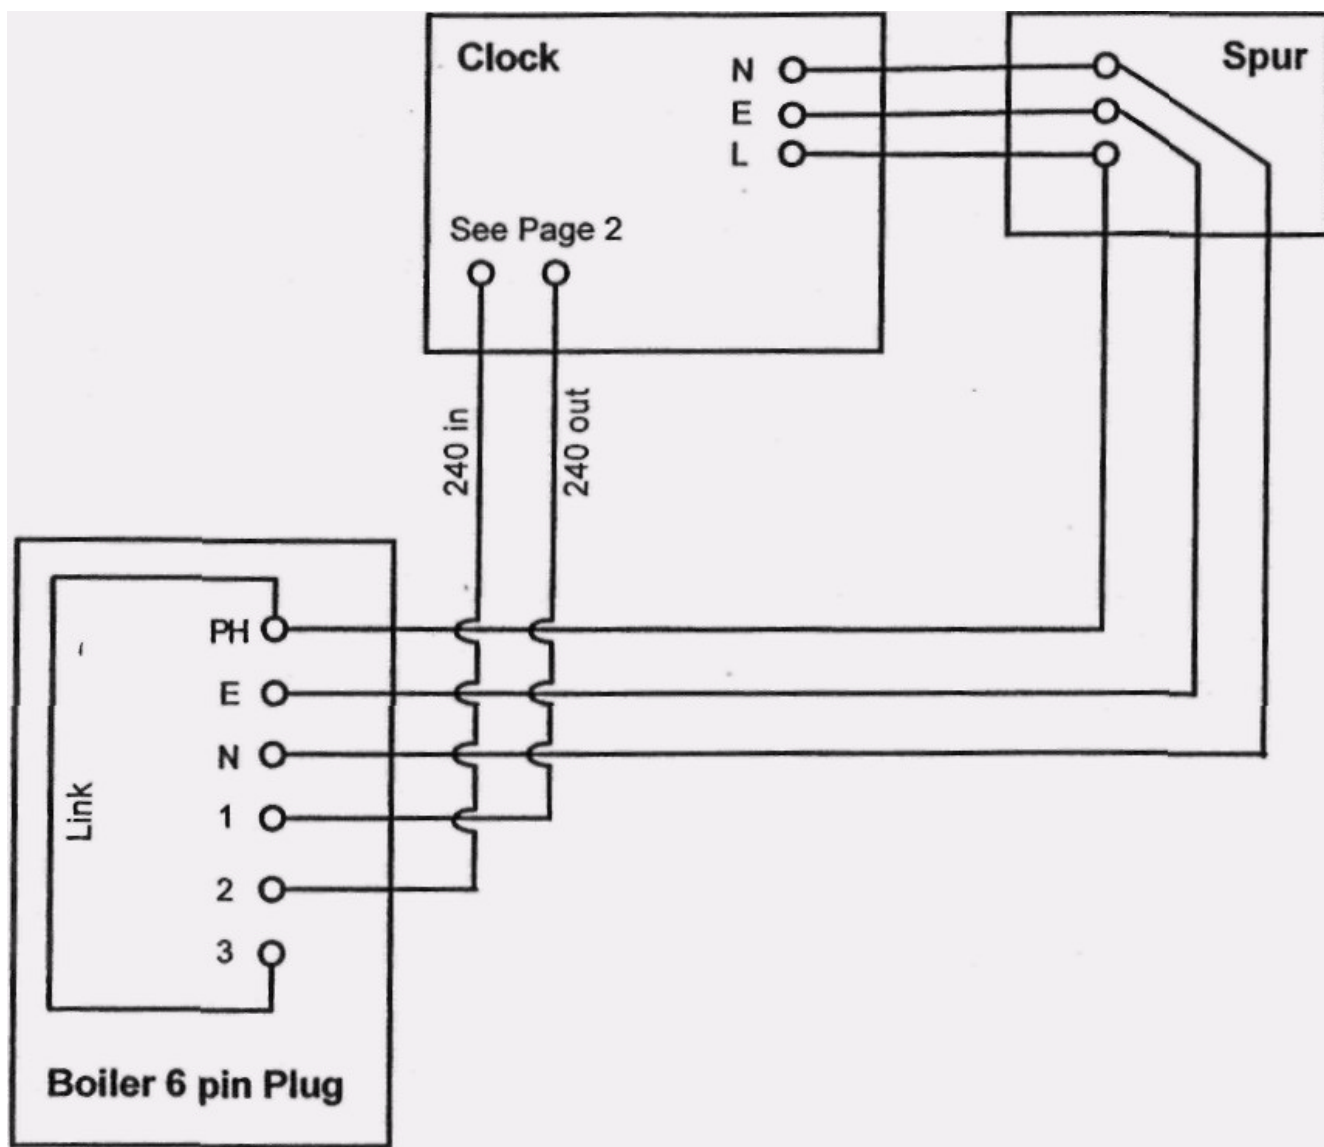 Clock
Spur
N
E
L
See Page 2
240 in
240 out
PH
E
N
1
2
3
Link
Boiler 6 pin Plug